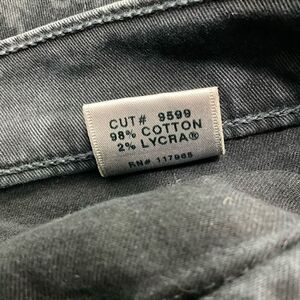 CUT# 9599
98% COTTON
2% LYCRA®
RN# 117965